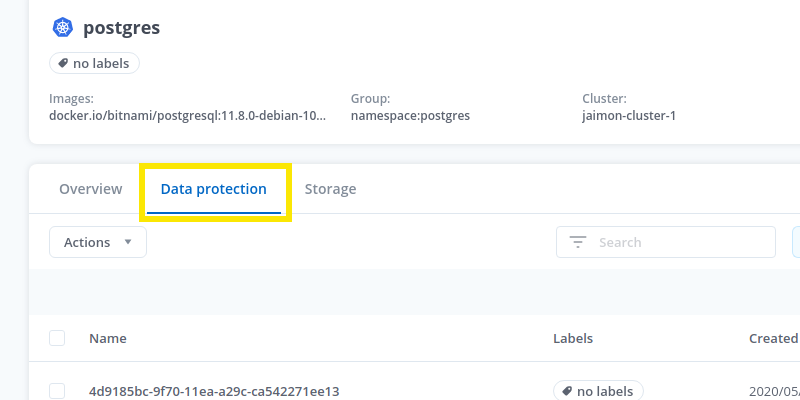 postgres
no labels
Images: Group: Cluster:
docker.io/bitnami/postgresql:11.8.0-debian-10... namespace:postgres jaimon-cluster-1
Overview Data protection Storage
Actions Search
Name Labels Created
4d9185bc-9f70-11ea-a29c-ca542271ee13 no labels 2020/05/